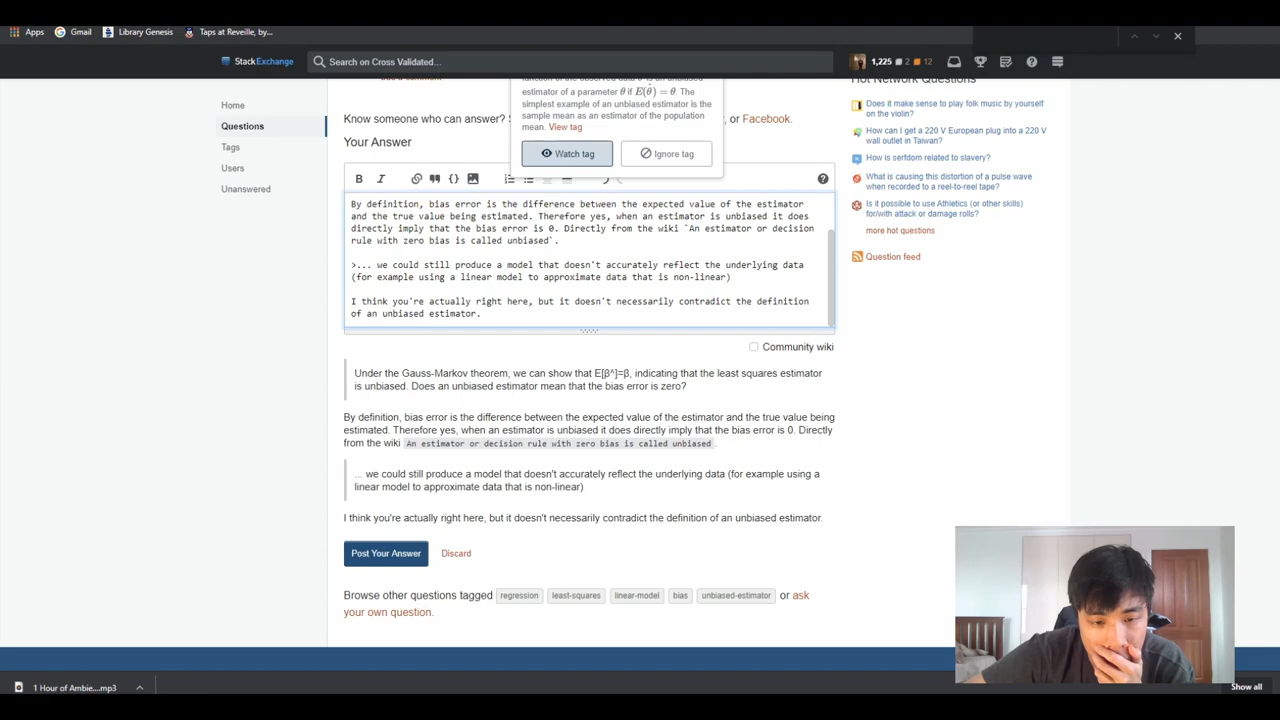 Apps Gmail Library Genesis Taps at Reveille, by...
StackExchange Search on Cross Validated... 1,225 2 12
Home
Questions
Tags
Users
Unanswered
estimator of a parameter θ if E(θ̂) = θ. The
simplest example of an unbiased estimator is the
sample mean as an estimator of the population
mean. View tag
Watch tag Ignore tag
Know someone who can answer? , or Facebook.
Your Answer
By definition, bias error is the difference between the expected value of the estimator
and the true value being estimated. Therefore yes, when an estimator is unbiased it does
directly imply that the bias error is 0. Directly from the wiki `An estimator or decision
rule with zero bias is called unbiased`.
>... we could still produce a model that doesn't accurately reflect the underlying data
(for example using a linear model to approximate data that is non-linear)
I think you're actually right here, but it doesn't necessarily contradict the definition
of an unbiased estimator.
Community wiki
Under the Gauss-Markov theorem, we can show that E[β^]=β, indicating that the least squares estimator
is unbiased. Does an unbiased estimator mean that the bias error is zero?
By definition, bias error is the difference between the expected value of the estimator and the true value being
estimated. Therefore yes, when an estimator is unbiased it does directly imply that the bias error is 0. Directly
from the wiki An estimator or decision rule with zero bias is called unbiased.
... we could still produce a model that doesn't accurately reflect the underlying data (for example using a
linear model to approximate data that is non-linear)
I think you're actually right here, but it doesn't necessarily contradict the definition of an unbiased estimator.
Post Your Answer Discard
Browse other questions tagged regression least-squares linear-model bias unbiased-estimator or ask
your own question.
Hot Network Questions
Does it make sense to play folk music by yourself
on the violin?
How can I get a 220 V European plug into a 220 V
wall outlet in Taiwan?
How is serfdom related to slavery?
What is causing this distortion of a pulse wave
when recorded to a reel-to-reel tape?
Is it possible to use Athletics (or other skills)
for/with attack or damage rolls?
more hot questions
Question feed
1 Hour of Ambie....mp3
Show all